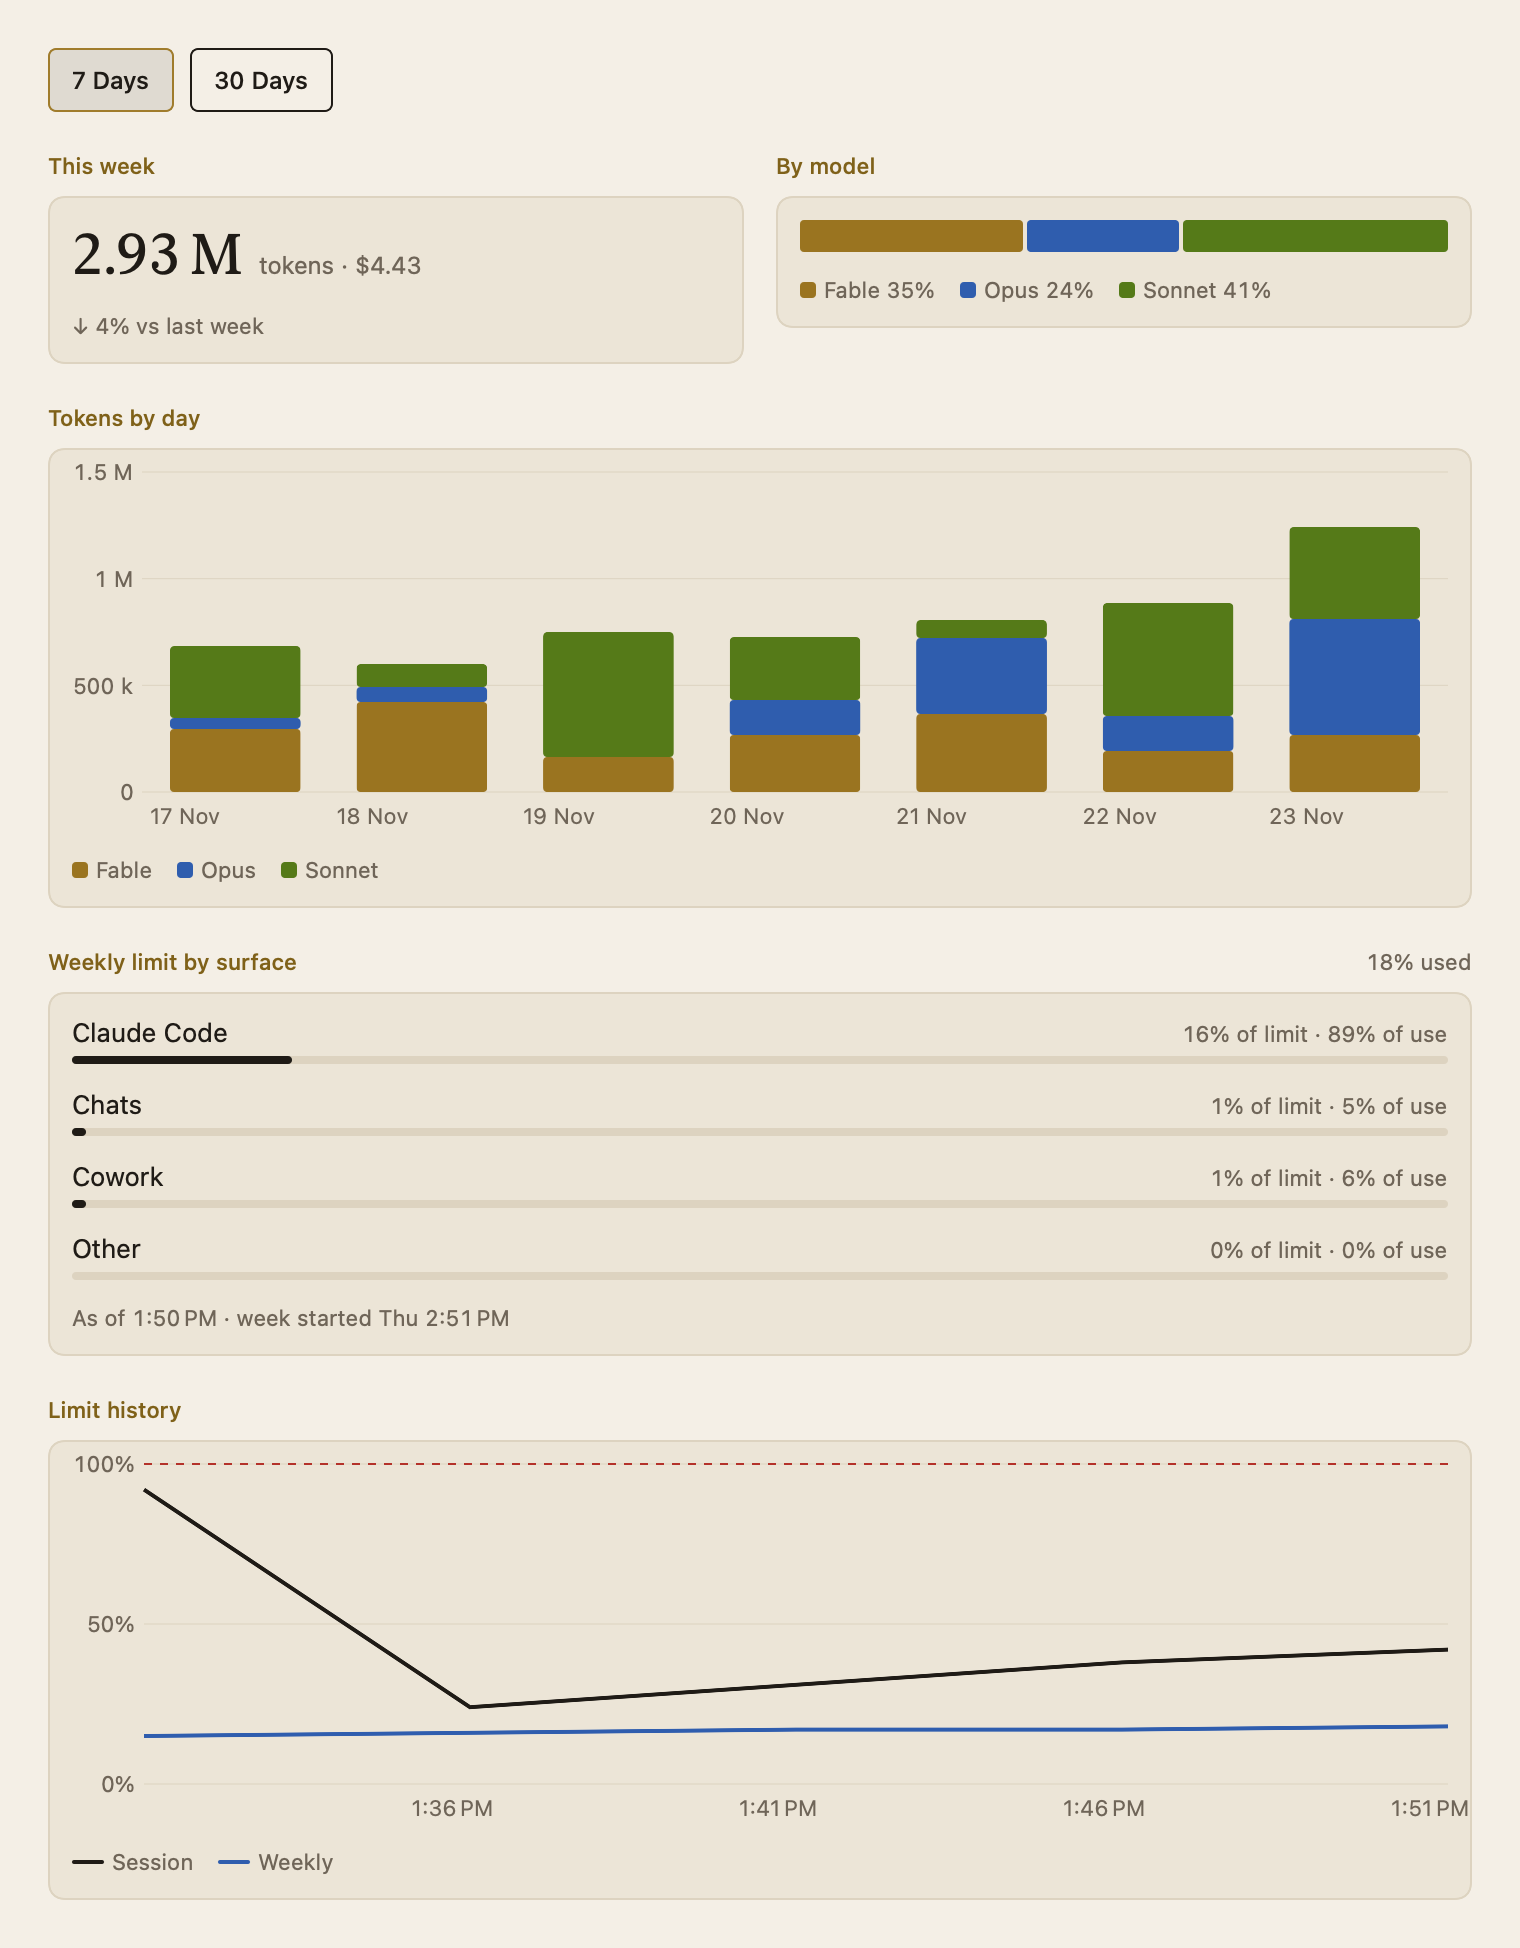 7 Days
30 Days
This week
2.93 M tokens · $4.43
↓ 4% vs last week
By model
Fable 35% Opus 24% Sonnet 41%
Tokens by day
1.5 M
1 M
500 k
0
17 Nov 18 Nov 19 Nov 20 Nov 21 Nov 22 Nov 23 Nov
Fable Opus Sonnet
Weekly limit by surface 18% used
Claude Code 16% of limit · 89% of use
Chats 1% of limit · 5% of use
Cowork 1% of limit · 6% of use
Other 0% of limit · 0% of use
As of 1:50 PM · week started Thu 2:51 PM
Limit history
100%
50%
0%
1:36 PM 1:41 PM 1:46 PM 1:51 PM
Session Weekly